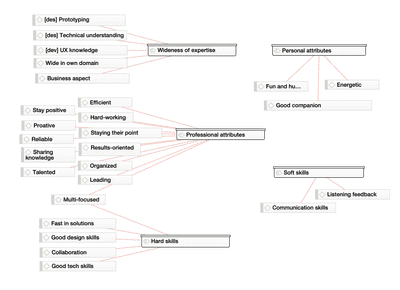 [des] Prototyping
[des] Technical understanding
[dev] UX knowledge
Wide in own domain
Business aspect
Wideness of expertise
Personal attributes
Fun and hu...
Energetic
Good companion
Efficient
Stay positive
Hard-working
Proative
Staying their point
Reliable
Results-oriented
Sharing
knowledge
Organized
Talented
Leading
Professional attributes
Multi-focused
Soft skills
Listening feedback
Communication skills
Fast in solutions
Good design skills
Collaboration
Good tech skills
Hard skills